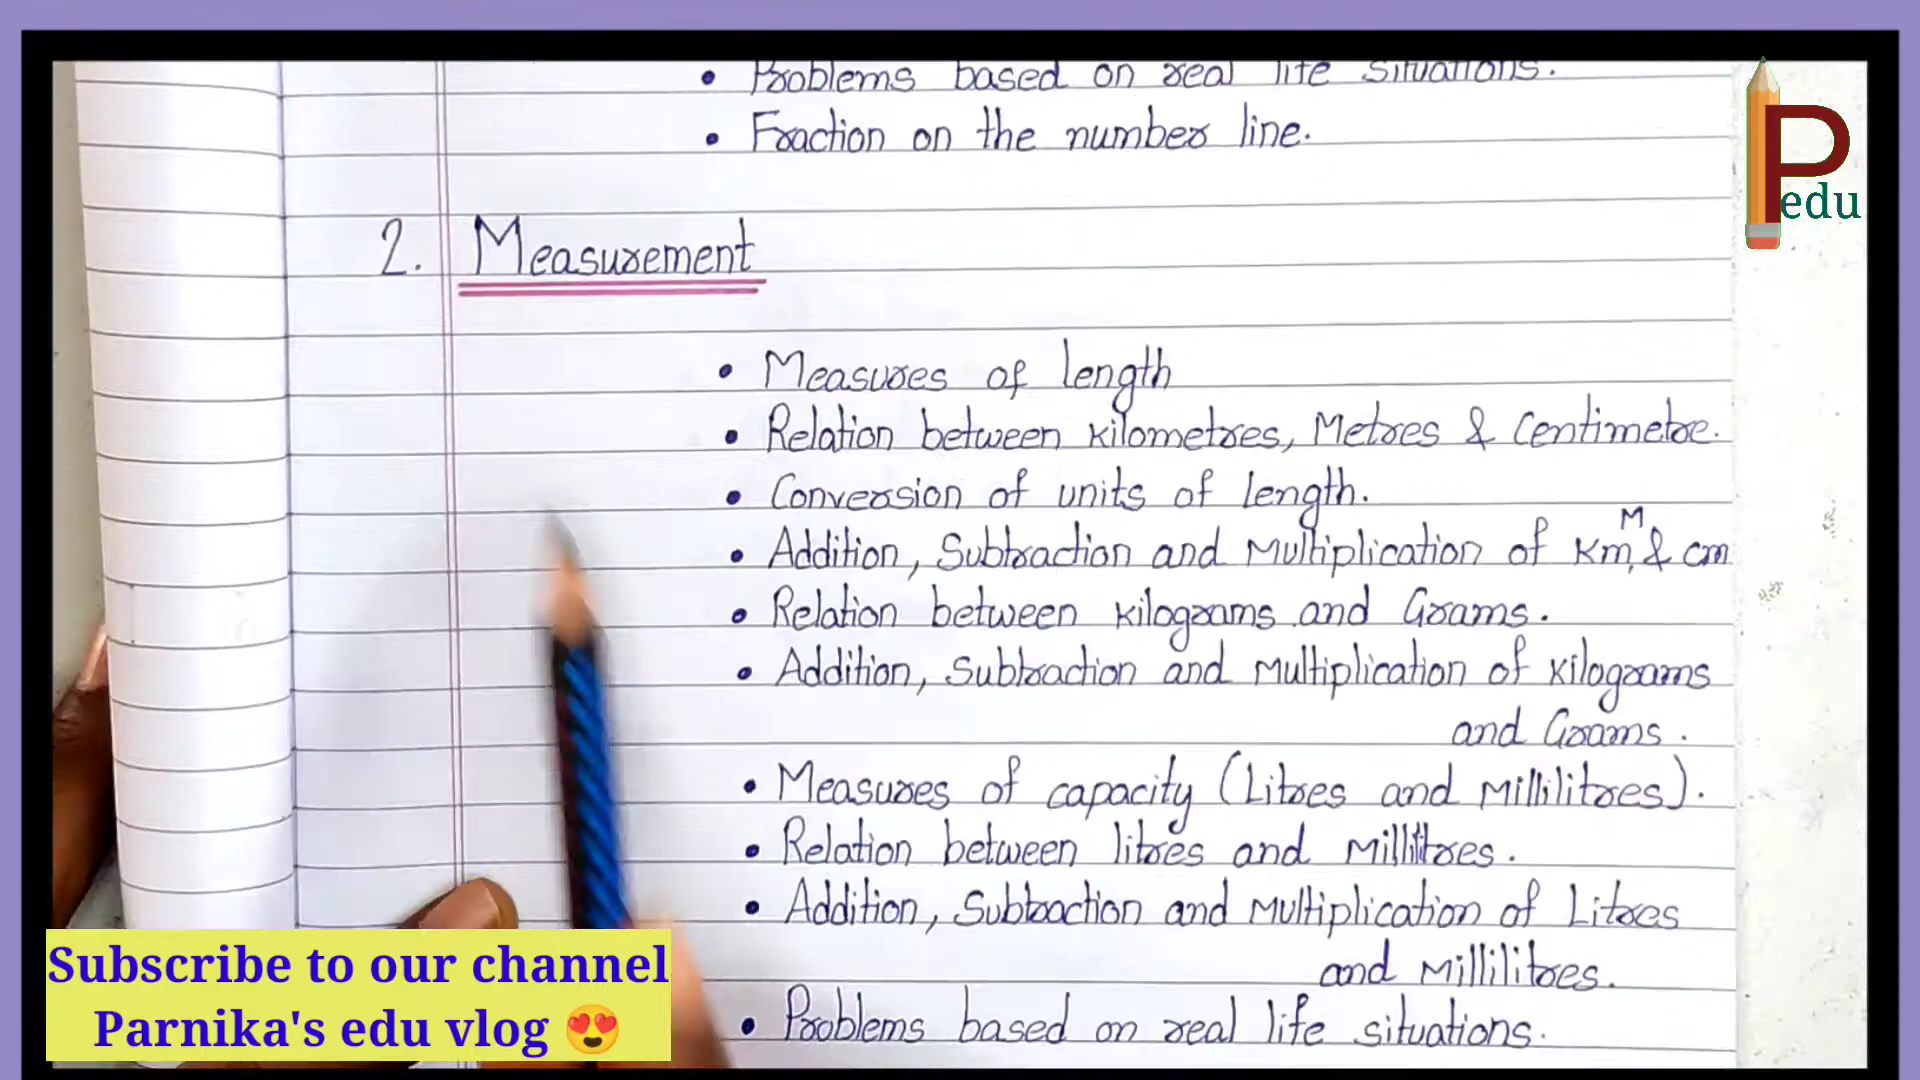 • Problems based on real life situations.
• Fraction on the number line.
2. Measurement
• Measures of length
• Relation between kilometres, Metres & Centimetre.
• Conversion of units of length.
• Addition, Subtraction and Multiplication of Km, M & cm
• Relation between kilograms and Grams.
• Addition, Subtraction and Multiplication of kilograms
and Grams.
• Measures of capacity (Litres and Millilitres).
• Relation between litres and Millitres.
• Addition, Subtraction and Multiplication of Litres
and Millilitres.
• Problems based on real life situations.
P
edu
Subscribe to our channel
Parnika's edu vlog 😍